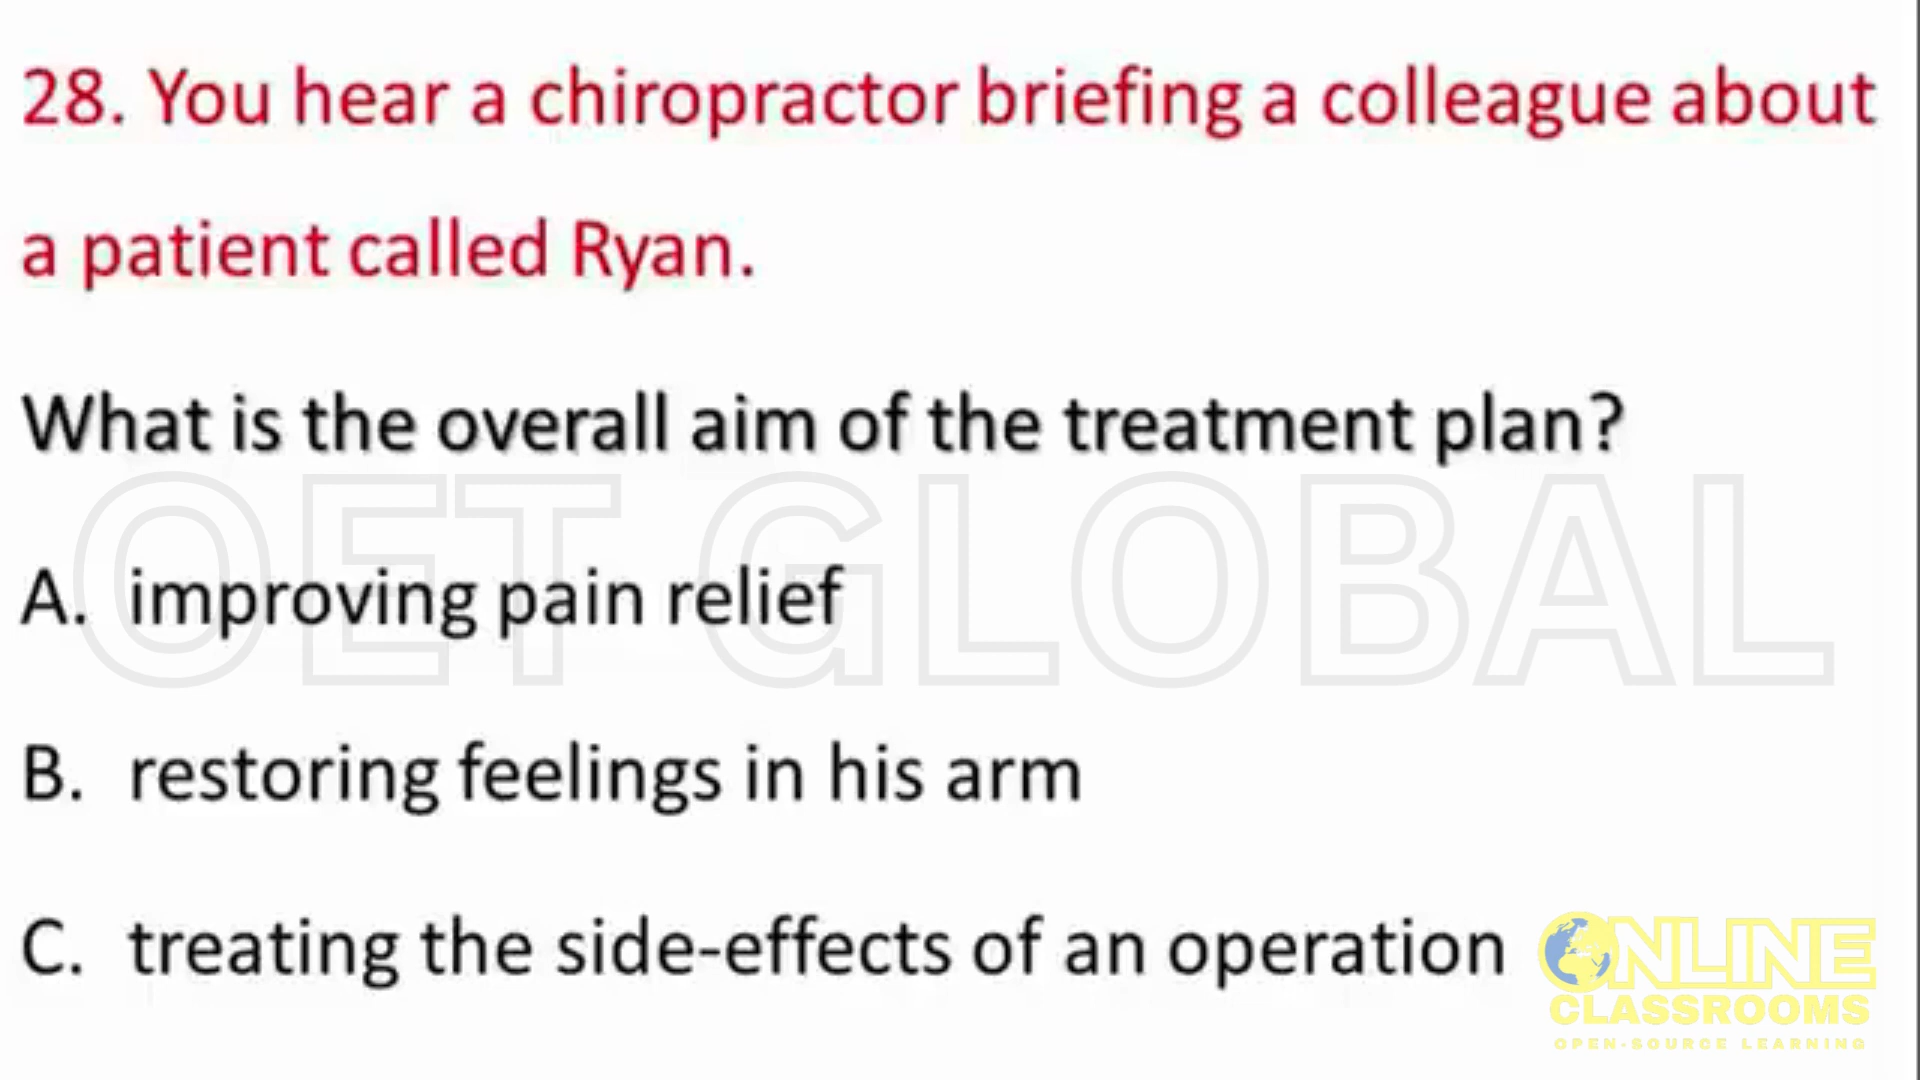 28. You hear a chiropractor briefing a colleague about
a patient called Ryan.
What is the overall aim of the treatment plan?
OET GLOBAL
A. improving pain relief
B. restoring feelings in his arm
C. treating the side-effects of an operation
ONLINE
CLASSROOMS
OPEN-SOURCE LEARNING